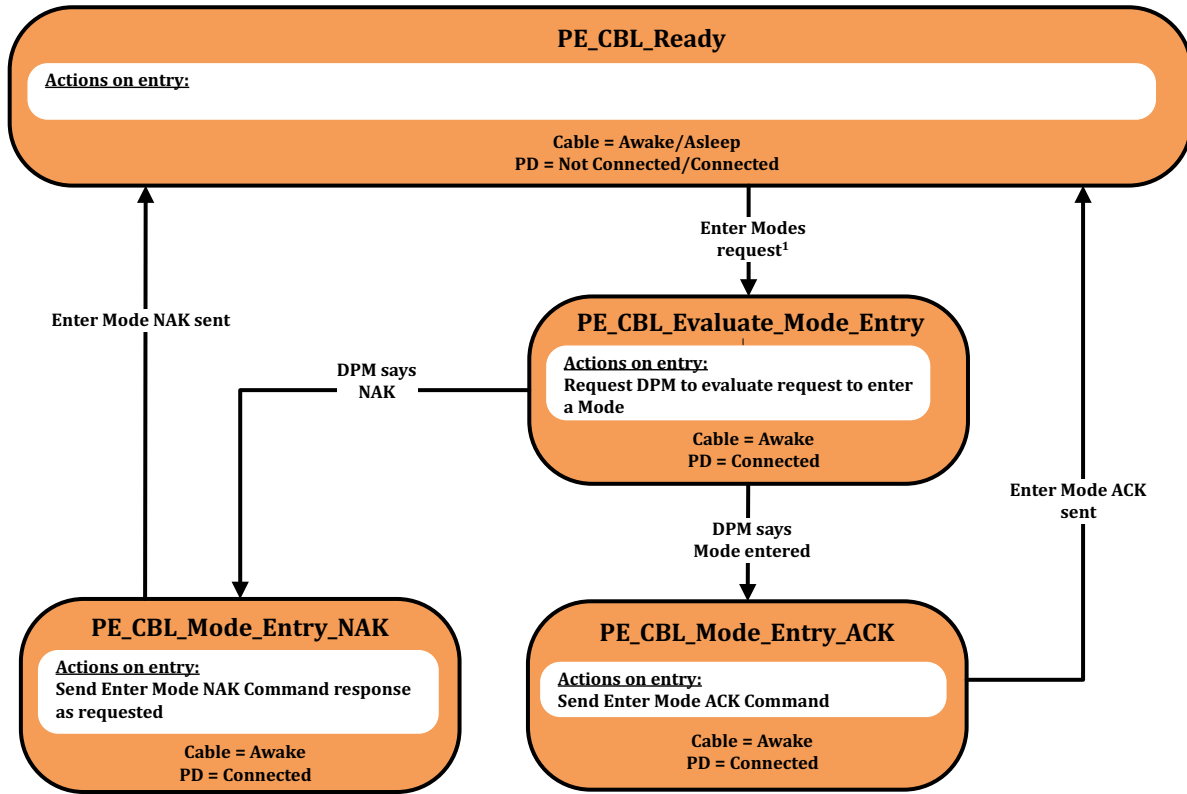 PE_CBL_Ready
Actions on entry:
Cable = Awake/Asleep
PD = Not Connected/Connected
Enter Modes
request¹
Enter Mode NAK sent
PE_CBL_Evaluate_Mode_Entry
Actions on entry:
Request DPM to evaluate request to enter
a Mode
Cable = Awake
PD = Connected
DPM says
NAK
Enter Mode ACK
sent
DPM says
Mode entered
PE_CBL_Mode_Entry_NAK
Actions on entry:
Send Enter Mode NAK Command response
as requested
Cable = Awake
PD = Connected
PE_CBL_Mode_Entry_ACK
Actions on entry:
Send Enter Mode ACK Command
Cable = Awake
PD = Connected